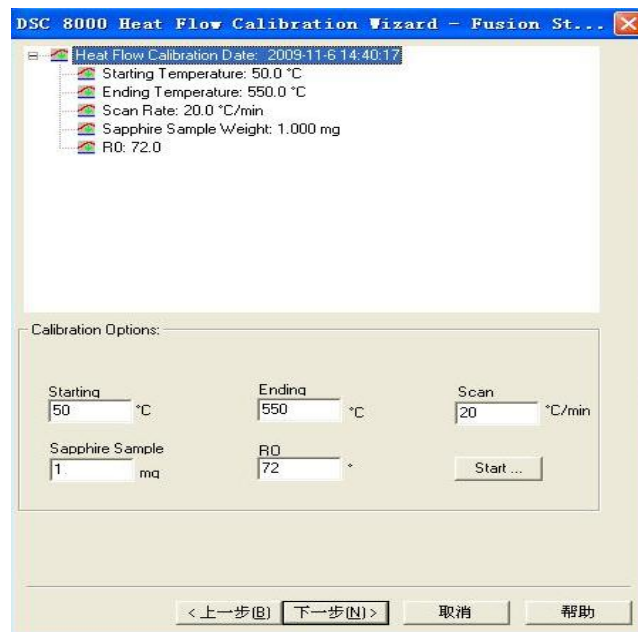 DSC 8000 Heat Flow Calibration Wizard - Fusion St...
Heat Flow Calibration Date: 2009-11-6 14:40:17
Starting Temperature: 50.0 °C
Ending Temperature: 550.0 °C
Scan Rate: 20.0 °C/min
Sapphire Sample Weight: 1.000 mg
R0: 72.0
Calibration Options:
Starting Ending Scan
50 °C 550 °C 20 °C/min
Sapphire Sample R0
1 mg 72 ° Start ...
<上一步(B) 下一步(N)> 取消 帮助